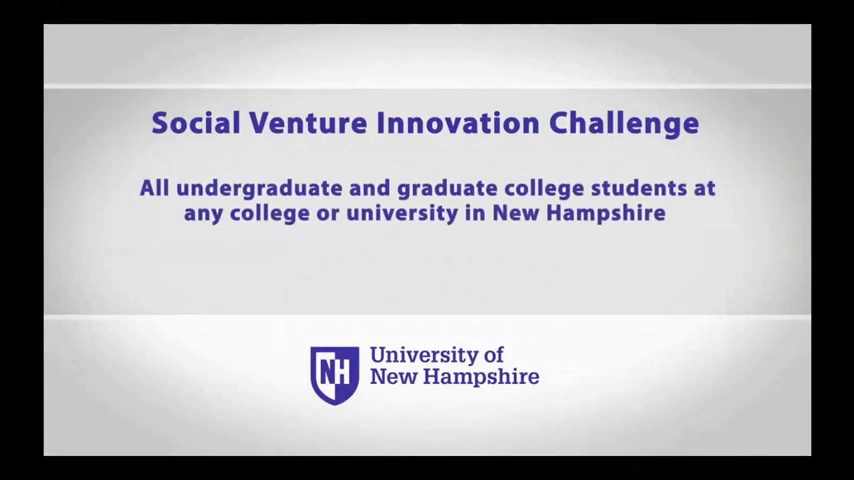 Social Venture Innovation Challenge
All undergraduate and graduate college students at
any college or university in New Hampshire
NH
University of
New Hampshire